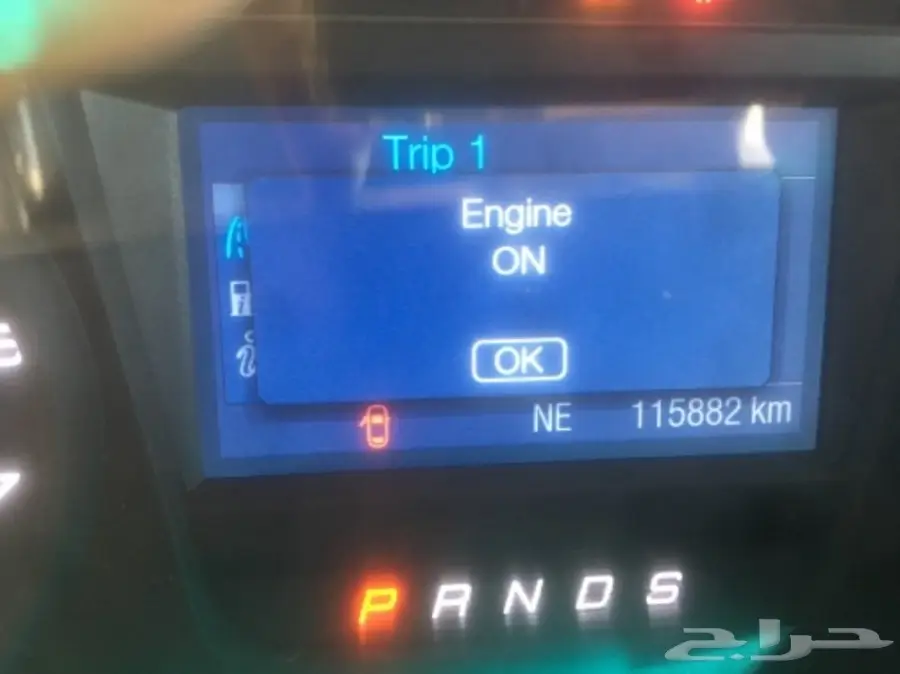 Trip 1
Engine
ON
OK
NE 115882 km
P R N D S
حراج